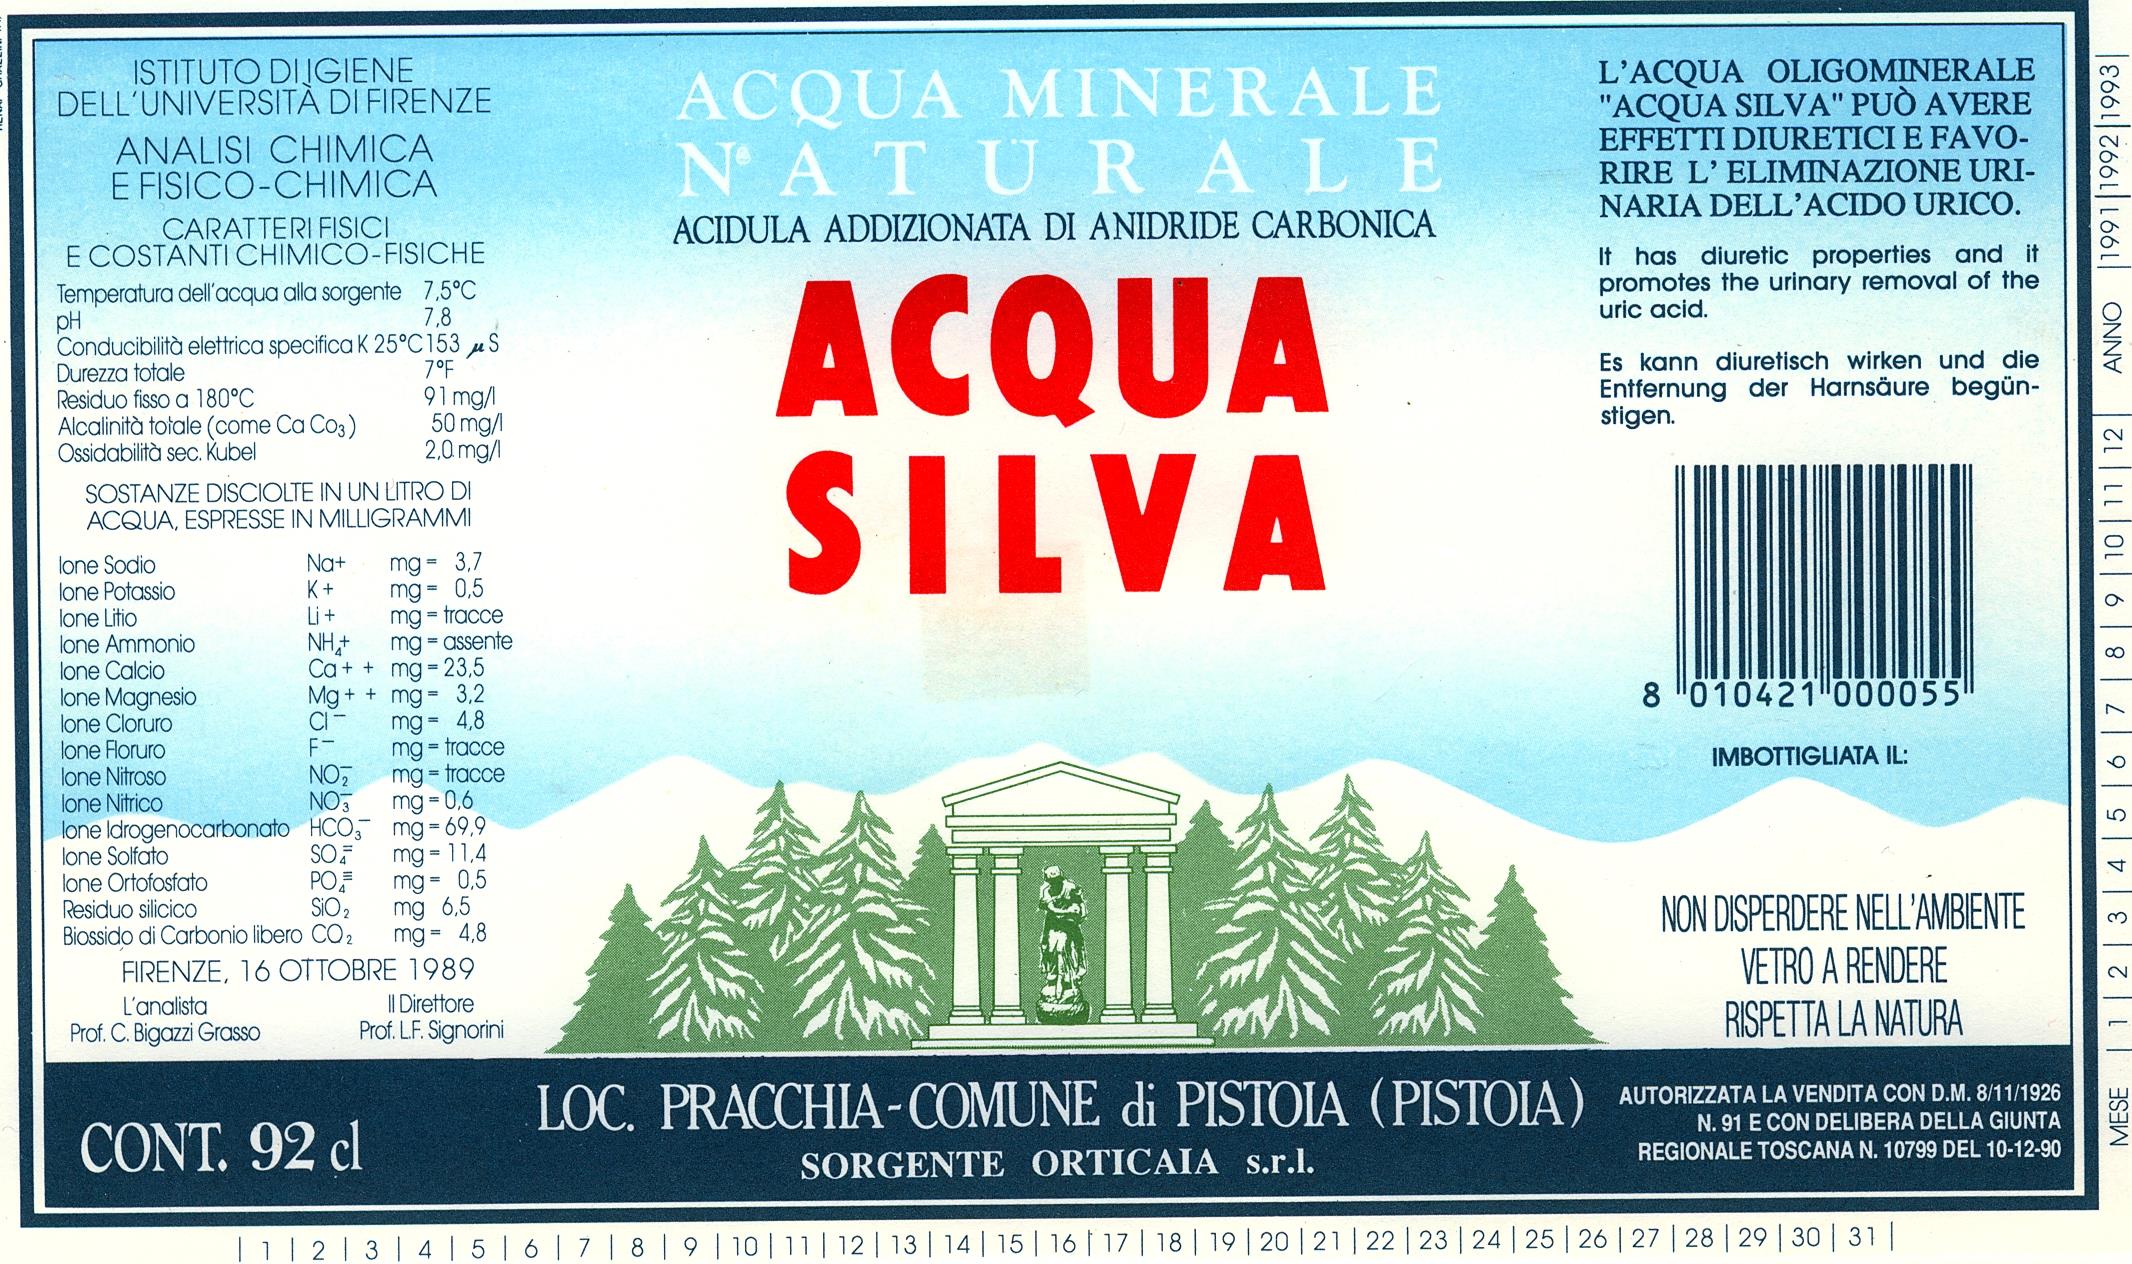 ISTITUTO DI IGIENE
DELL'UNIVERSITÀ DI FIRENZE
ANALISI CHIMICA
E FISICO-CHIMICA
CARATTERI FISICI
E COSTANTI CHIMICO-FISICHE
Temperatura dell'acqua alla sorgente 7,5°C
pH 7,8
Conducibilità elettrica specifica K 25°C 153 µS
Durezza totale 7°F
Residuo fisso a 180°C 91 mg/l
Alcalinità totale (come Ca Co3) 50 mg/l
Ossidabilità sec. Kubel 2,0 mg/l
SOSTANZE DISCIOLTE IN UN LITRO DI
ACQUA, ESPRESSE IN MILLIGRAMMI
Ione Sodio Na+ mg = 3,7
Ione Potassio K+ mg = 0,5
Ione Litio Li+ mg = tracce
Ione Ammonio NH4+ mg = assente
Ione Calcio Ca++ mg = 23,5
Ione Magnesio Mg++ mg = 3,2
Ione Cloruro Cl− mg = 4,8
Ione Floruro F− mg = tracce
Ione Nitroso NO2− mg = tracce
Ione Nitrico NO3− mg = 0,6
Ione Idrogenocarbonato HCO3− mg = 69,9
Ione Solfato SO4= mg = 11,4
Ione Ortofosfato PO4≡ mg = 0,5
Residuo silicico SiO2 mg 6,5
Biossido di Carbonio libero CO2 mg = 4,8
FIRENZE, 16 OTTOBRE 1989
L'analista Il Direttore
Prof. C. Bigazzi Grasso Prof. L.F. Signorini
ACQUA MINERALE
NATURALE
ACIDULA ADDIZIONATA DI ANIDRIDE CARBONICA
ACQUA
SILVA
L'ACQUA OLIGOMINERALE
"ACQUA SILVA" PUÒ AVERE
EFFETTI DIURETICI E FAVO-
RIRE L' ELIMINAZIONE URI-
NARIA DELL'ACIDO URICO.
It has diuretic properties and it
promotes the urinary removal of the
uric acid.
Es kann diuretisch wirken und die
Entfernung der Harnsäure begün-
stigen.
8 010421 000055
IMBOTTIGLIATA IL:
NON DISPERDERE NELL'AMBIENTE
VETRO A RENDERE
RISPETTA LA NATURA
CONT. 92 cl
LOC. PRACCHIA-COMUNE di PISTOIA (PISTOIA)
SORGENTE ORTICAIA s.r.l.
AUTORIZZATA LA VENDITA CON D.M. 8/11/1926
N. 91 E CON DELIBERA DELLA GIUNTA
REGIONALE TOSCANA N. 10799 DEL 10-12-90
MESE | 1 | 2 | 3 | 4 | 5 | 6 | 7 | 8 | 9 | 10 | 11 | 12 | ANNO | 1991 | 1992 | 1993 |
| 1 | 2 | 3 | 4 | 5 | 6 | 7 | 8 | 9 | 10 | 11 | 12 | 13 | 14 | 15 | 16 | 17 | 18 | 19 | 20 | 21 | 22 | 23 | 24 | 25 | 26 | 27 | 28 | 29 | 30 | 31 |